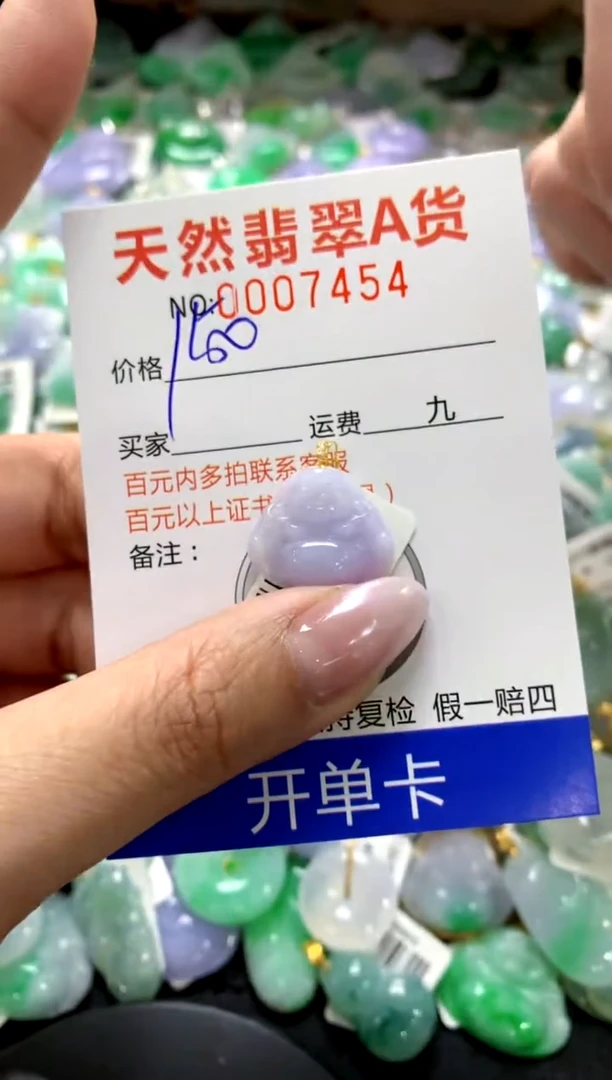 天然翡翠A货
NO:0007454
价格 160
买家 运费 九
百元内多拍联系客服
百元以上证书
备注：
持复检 假一赔四
开单卡